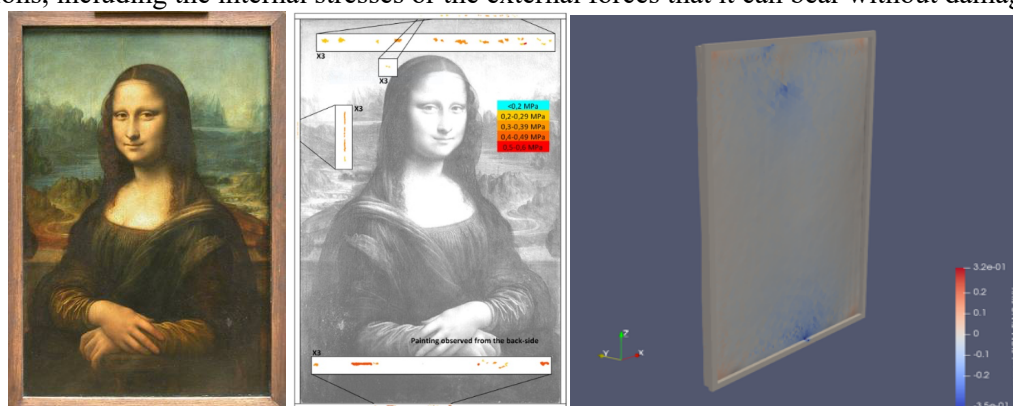 ons, including the internal stresses or the external forces that it can bear without damag
X3
X3
X3
<0,2 MPa
0,2-0,29 MPa
0,3-0,39 MPa
0,4-0,49 MPa
0,5-0,6 MPa
Painting observed from the back-side
X3
3.2e-01
0.2
0.1
0
-0.1
-0.2
-3.5e-01
Z
Y
X